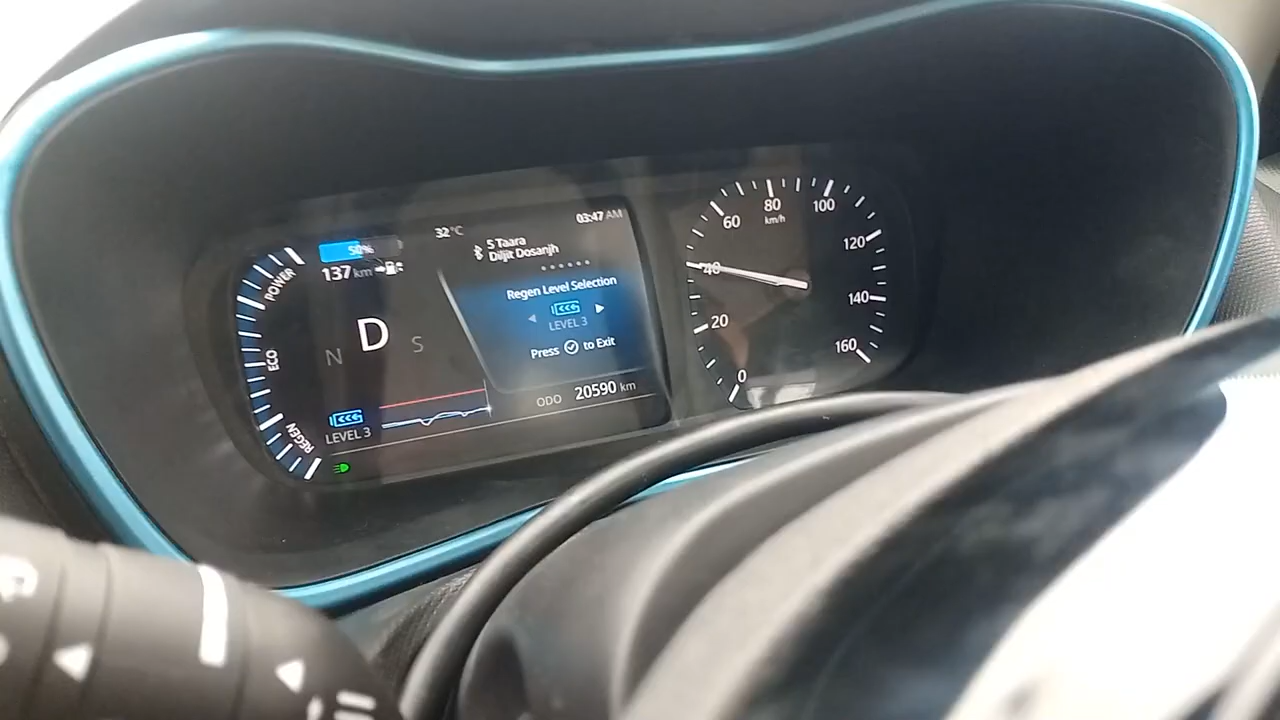 32°C
03:47 AM
50%
137 km
5 Taara
Diljit Dosanjh
Regen Level Selection
LEVEL 3
Press to Exit
N D S
LEVEL 3
ODO 20590 km
POWER
ECO
REGEN
0
20
40
60
80
100
120
140
160
km/h